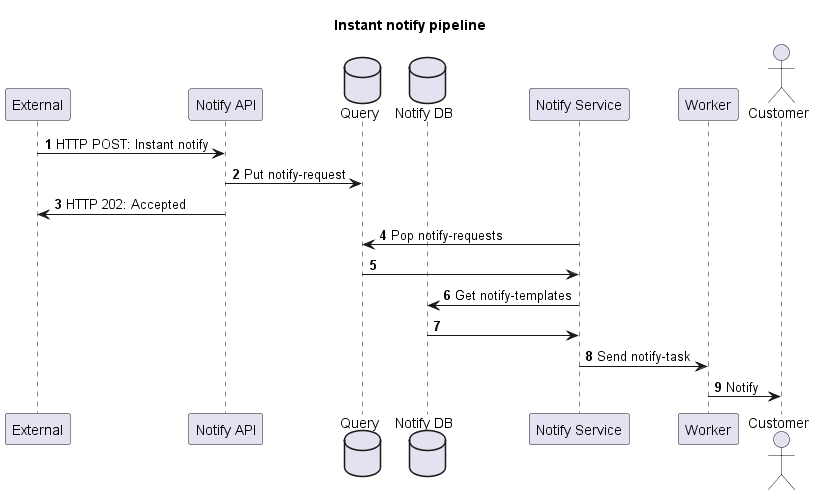 Instant notify pipeline
External
Notify API
Query
Notify DB
Notify Service
Worker
Customer
1 HTTP POST: Instant notify
2 Put notify-request
3 HTTP 202: Accepted
4 Pop notify-requests
5
6 Get notify-templates
7
8 Send notify-task
9 Notify
External
Notify API
Query
Notify DB
Notify Service
Worker
Customer